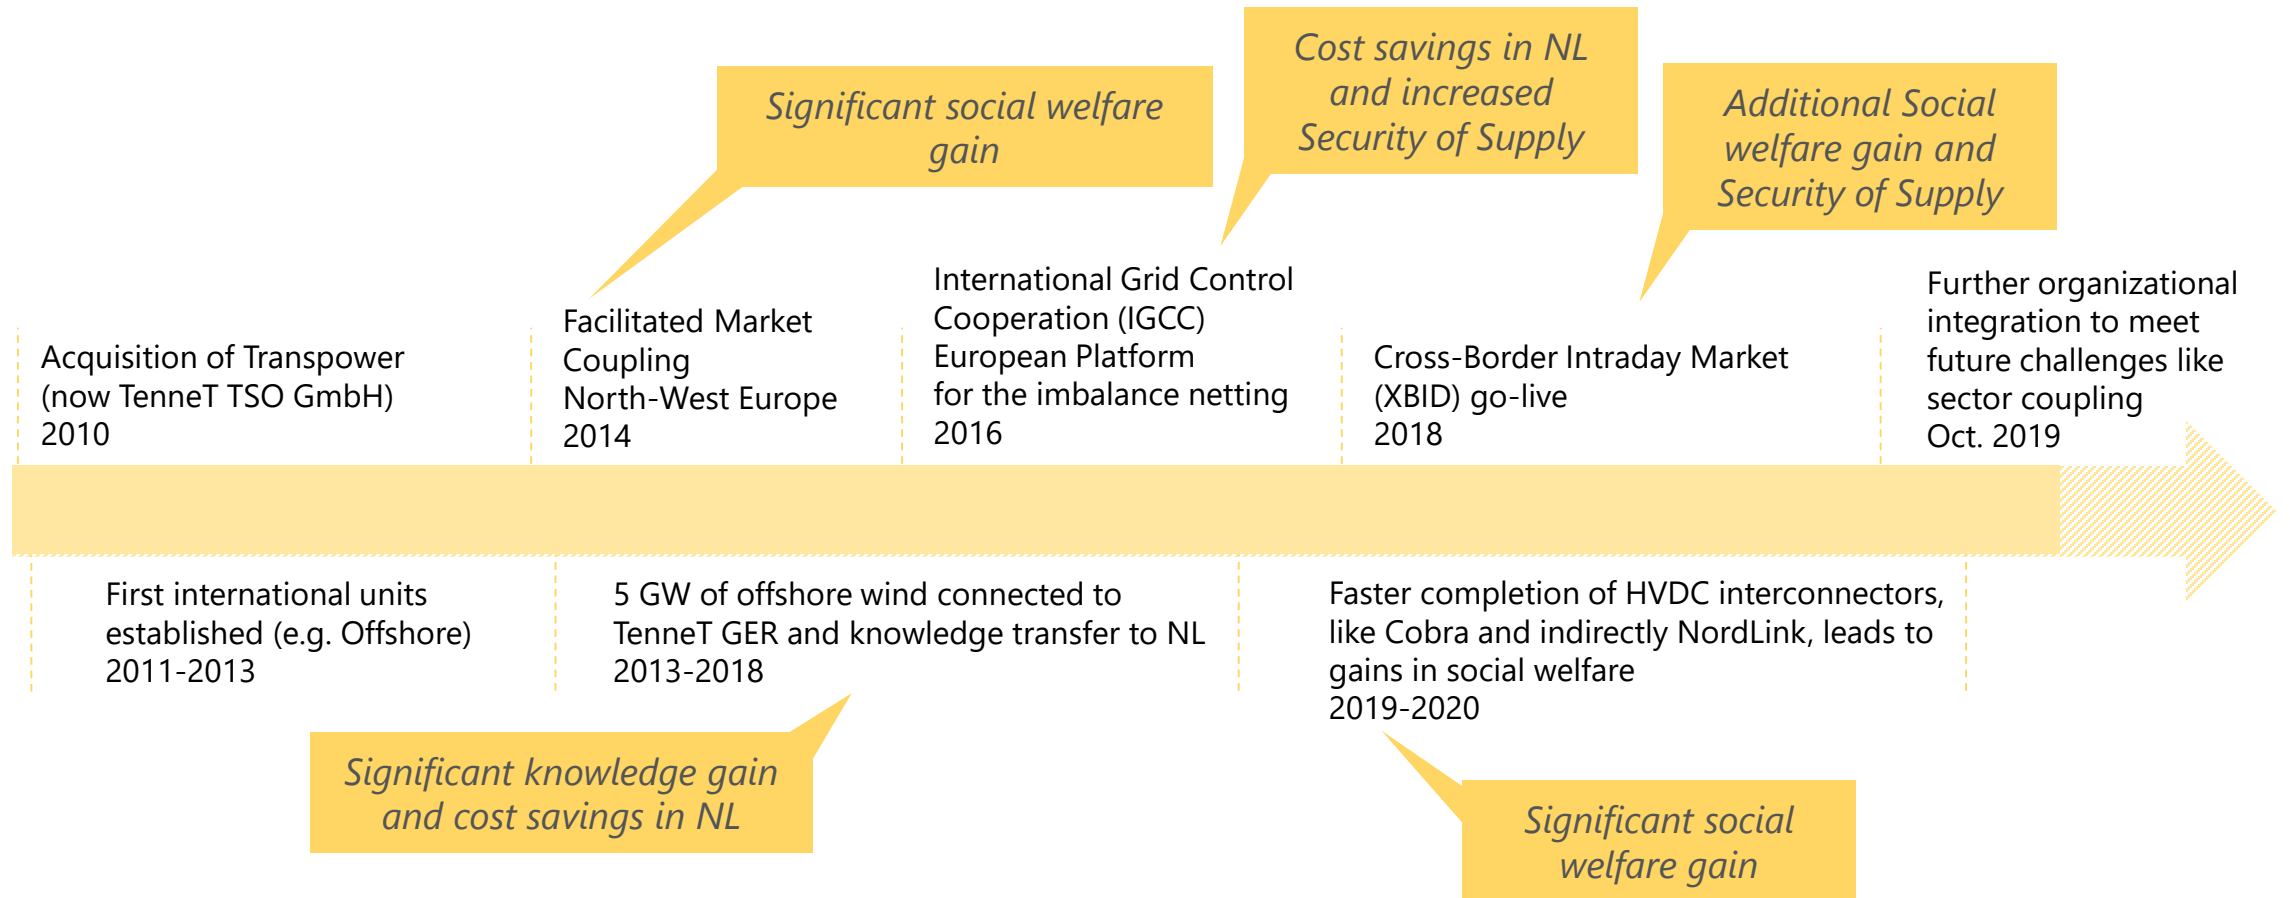 Significant social welfare
gain
Cost savings in NL
and increased
Security of Supply
Additional Social
welfare gain and
Security of Supply
Acquisition of Transpower
(now TenneT TSO GmbH)
2010
Facilitated Market
Coupling
North-West Europe
2014
International Grid Control
Cooperation (IGCC)
European Platform
for the imbalance netting
2016
Cross-Border Intraday Market
(XBID) go-live
2018
Further organizational
integration to meet
future challenges like
sector coupling
Oct. 2019
First international units
established (e.g. Offshore)
2011-2013
5 GW of offshore wind connected to
TenneT GER and knowledge transfer to NL
2013-2018
Faster completion of HVDC interconnectors,
like Cobra and indirectly NordLink, leads to
gains in social welfare
2019-2020
Significant knowledge gain
and cost savings in NL
Significant social
welfare gain